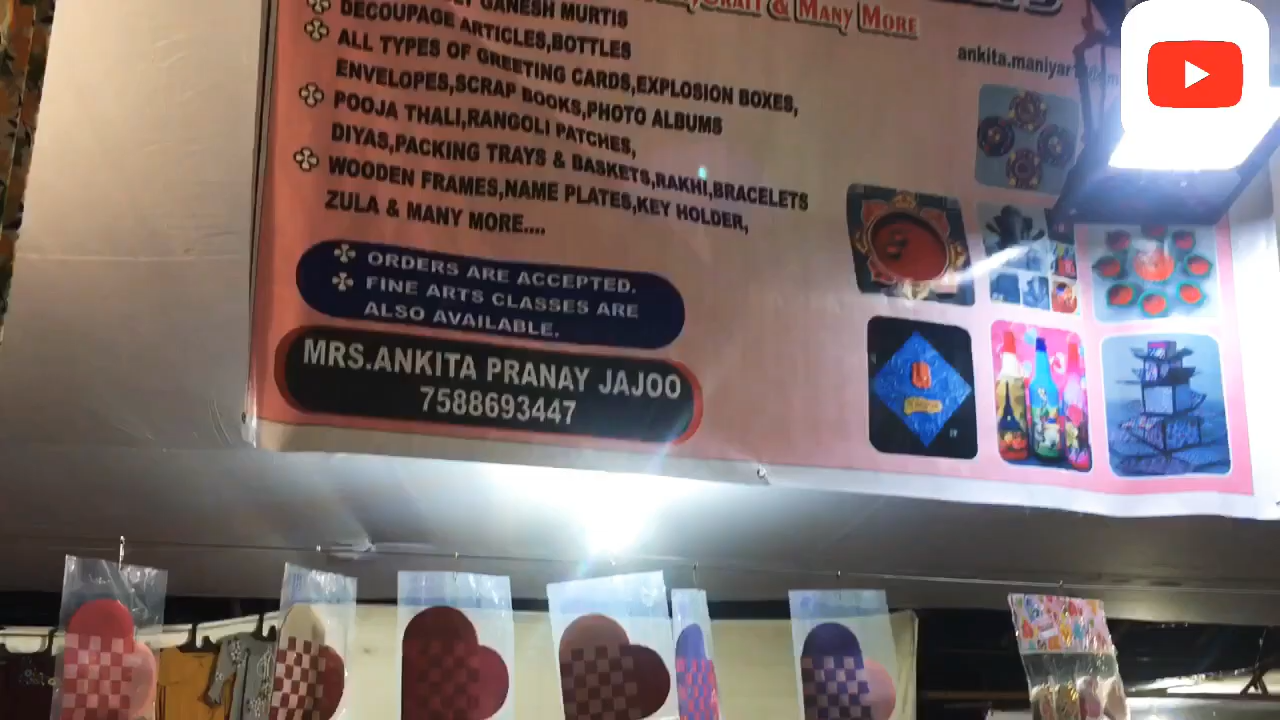 GANESH MURTIS
& MANY MORE
DECOUPAGE ARTICLES,BOTTLES
ankita.maniyar
ALL TYPES OF GREETING CARDS,EXPLOSION BOXES,
ENVELOPES,SCRAP BOOKS,PHOTO ALBUMS
POOJA THALI,RANGOLI PATCHES,
DIYAS,PACKING TRAYS & BASKETS,RAKHI,BRACELETS
WOODEN FRAMES,NAME PLATES,KEY HOLDER,
ZULA & MANY MORE....
ORDERS ARE ACCEPTED.
FINE ARTS CLASSES ARE
ALSO AVAILABLE.
MRS.ANKITA PRANAY JAJOO
7588693447